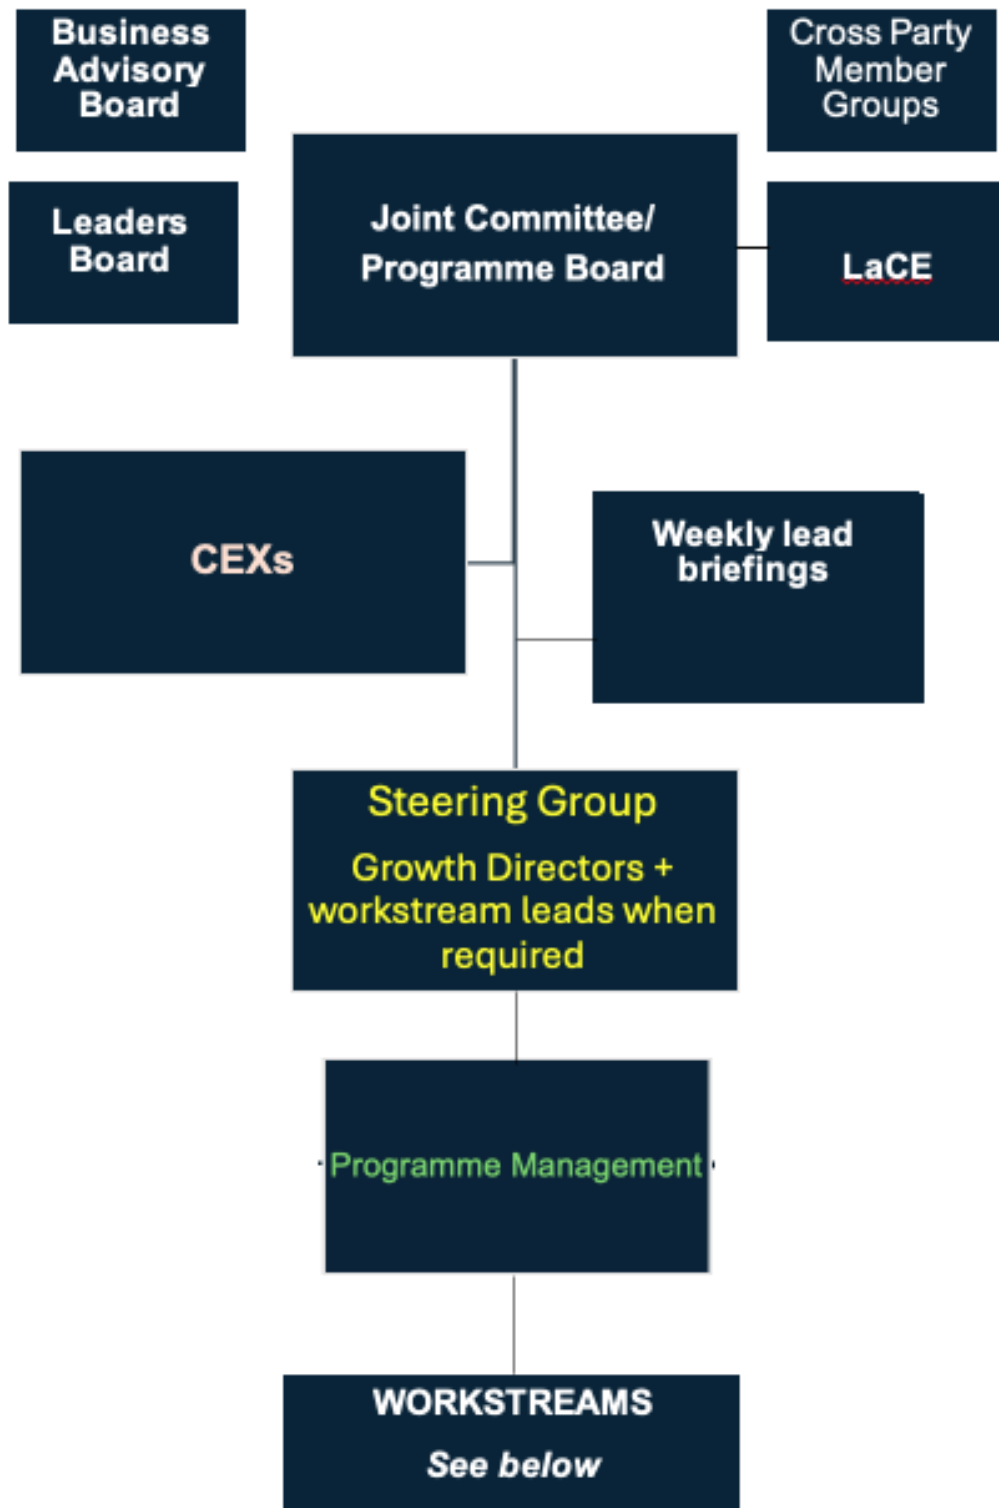 Business
Advisory
Board
Cross Party
Member
Groups
Leaders
Board
Joint Committee/
Programme Board
LaCE
CEXs
Weekly lead
briefings
Steering Group
Growth Directors +
workstream leads when
required
Programme Management
WORKSTREAMS
See below